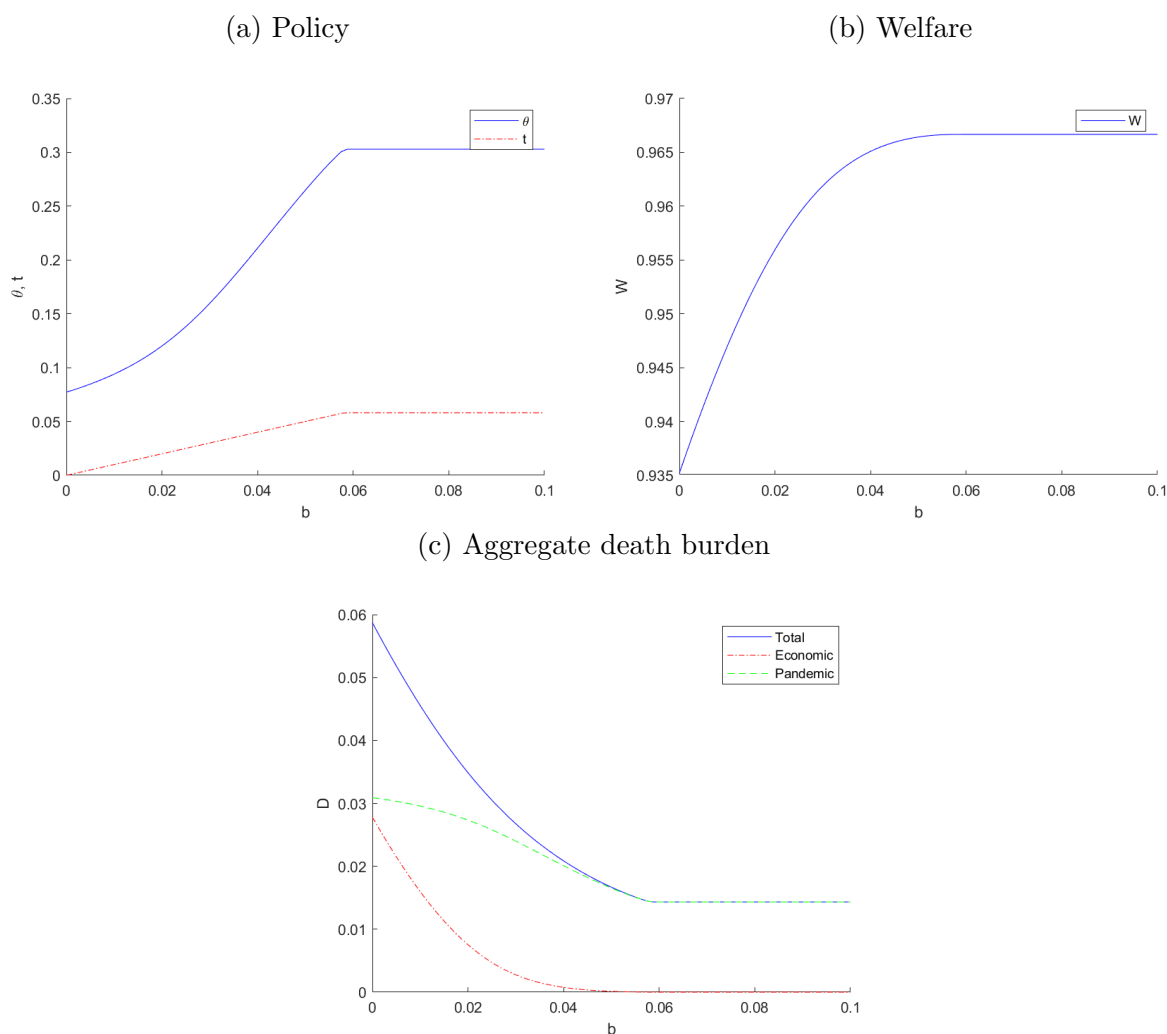 (a) Policy
(b) Welfare
0.35
0.3
0.25
0.2
0.15
0.1
0.05
0
θ, t
θ
t
0
0.02
0.04
0.06
0.08
0.1
b
0.97
0.965
0.96
0.955
0.95
0.945
0.94
0.935
W
W
0
0.02
0.04
0.06
0.08
0.1
b
(c) Aggregate death burden
0.06
0.05
0.04
0.03
0.02
0.01
0
D
Total
Economic
Pandemic
0
0.02
0.04
0.06
0.08
0.1
b